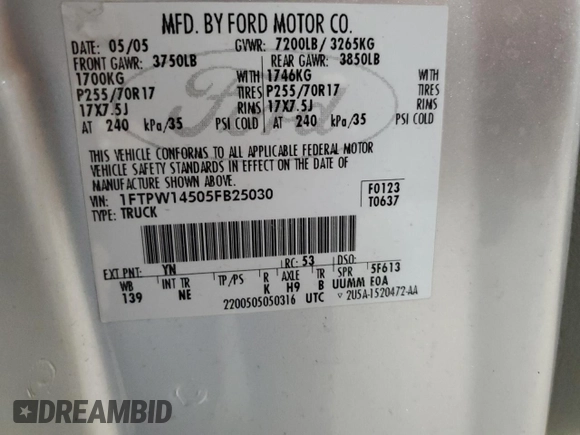 MFD. BY FORD MOTOR CO.
DATE: 05/05 GVWR: 7200LB/ 3265KG
FRONT GAWR: 3750LB REAR GAWR: 3850LB
1700KG WITH 1746KG WITH
P255/70R17 TIRES P255/70R17 TIRES
17X7.5J RIMS 17X7.5J RIMS
AT 240 kPa/35 PSI COLD AT 240 kPa/35 PSI COLD
Ford
THIS VEHICLE CONFORMS TO ALL APPLICABLE FEDERAL MOTOR
VEHICLE SAFETY STANDARDS IN EFFECT ON THE DATE OF
MANUFACTURE SHOWN ABOVE.
VIN: 1FTPW14505FB25030 F0123
TYPE: TRUCK T0637
EXT PNT: YN RC: 53 DSO:
WB INT TR TP/PS R AXLE TR SPR 5F613
139 NE K H9 B UUMM E0A
2200505050316 UTC ▽ 2U5A-1520472-AA
DREAMBID